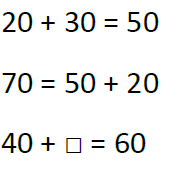 20 + 30 = 50
70 = 50 + 20
40 + □ = 60